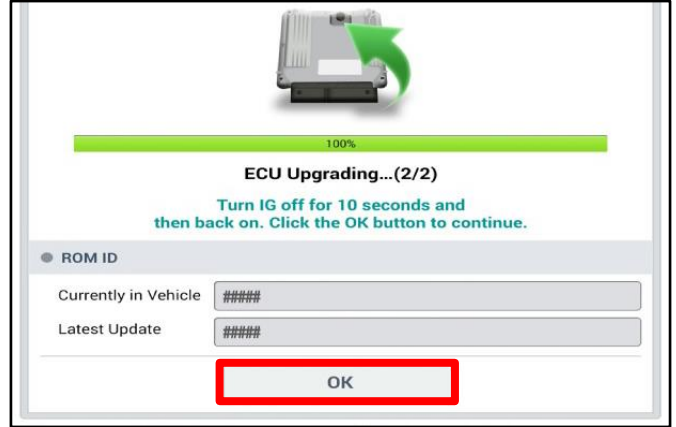 100%
ECU Upgrading...(2/2)
Turn IG off for 10 seconds and
then back on. Click the OK button to continue.
ROM ID
Currently in Vehicle #####
Latest Update #####
OK